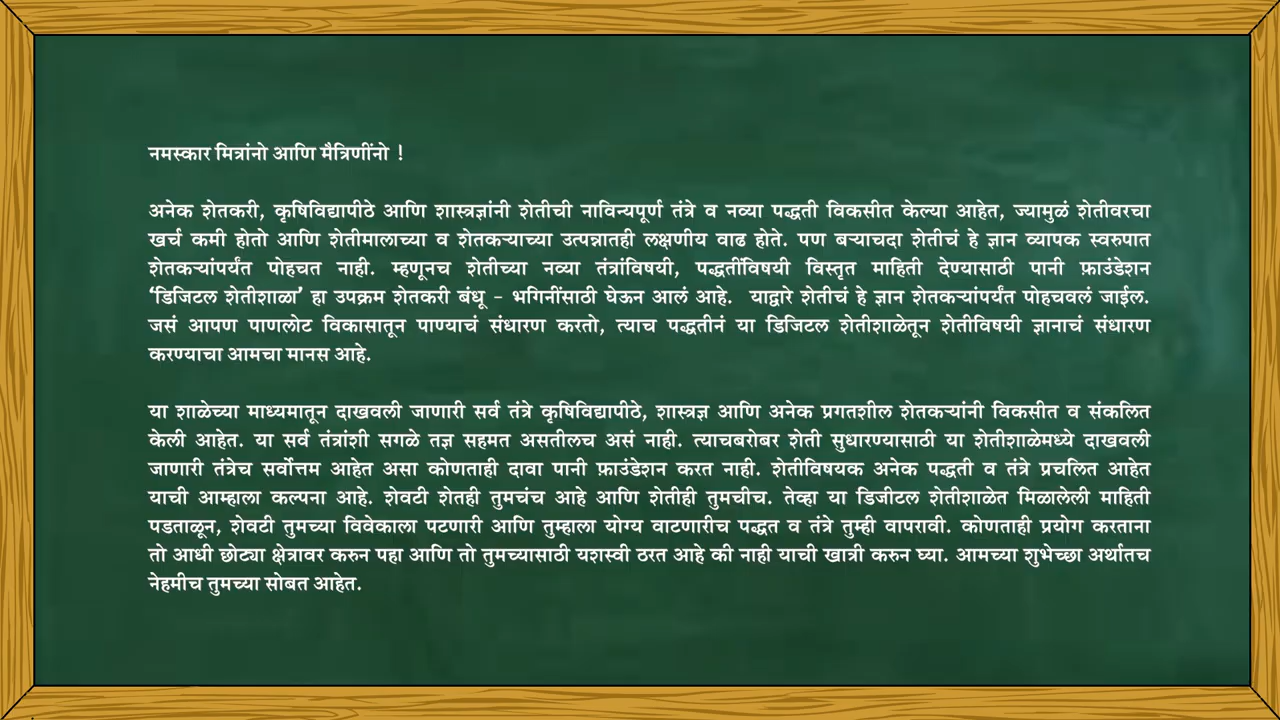 नमस्कार मित्रांनो आणि मैत्रिणींनो !
अनेक शेतकरी, कृषिविद्यापीठे आणि शास्त्रज्ञांनी शेतीची नाविन्यपूर्ण तंत्रे व नव्या पद्धती विकसीत केल्या आहेत, ज्यामुळं शेतीवरचा
खर्च कमी होतो आणि शेतीमालाच्या व शेतकऱ्याच्या उत्पन्नातही लक्षणीय वाढ होते. पण बऱ्याचदा शेतीचं हे ज्ञान व्यापक स्वरुपात
शेतकऱ्यांपर्यंत पोहचत नाही. म्हणूनच शेतीच्या नव्या तंत्रांविषयी, पद्धतींविषयी विस्तृत माहिती देण्यासाठी पानी फ़ाउंडेशन
‘डिजिटल शेतीशाळा’ हा उपक्रम शेतकरी बंधू - भगिनींसाठी घेऊन आलं आहे. याद्वारे शेतीचं हे ज्ञान शेतकऱ्यांपर्यंत पोहचवलं जाईल.
जसं आपण पाणलोट विकासातून पाण्याचं संधारण करतो, त्याच पद्धतीनं या डिजिटल शेतीशाळेतून शेतीविषयी ज्ञानाचं संधारण
करण्याचा आमचा मानस आहे.
या शाळेच्या माध्यमातून दाखवली जाणारी सर्व तंत्रे कृषिविद्यापीठे, शास्त्रज्ञ आणि अनेक प्रगतशील शेतकऱ्यांनी विकसीत व संकलित
केली आहेत. या सर्व तंत्रांशी सगळे तज्ञ सहमत असतीलच असं नाही. त्याचबरोबर शेती सुधारण्यासाठी या शेतीशाळेमध्ये दाखवली
जाणारी तंत्रेच सर्वोत्तम आहेत असा कोणताही दावा पानी फ़ाउंडेशन करत नाही. शेतीविषयक अनेक पद्धती व तंत्रे प्रचलित आहेत
याची आम्हाला कल्पना आहे. शेवटी शेतही तुमचंच आहे आणि शेतीही तुमचीच. तेव्हा या डिजीटल शेतीशाळेत मिळालेली माहिती
पडताळून, शेवटी तुमच्या विवेकाला पटणारी आणि तुम्हाला योग्य वाटणारीच पद्धत व तंत्रे तुम्ही वापरावी. कोणताही प्रयोग करताना
तो आधी छोट्या क्षेत्रावर करुन पहा आणि तो तुमच्यासाठी यशस्वी ठरत आहे की नाही याची खात्री करुन घ्या. आमच्या शुभेच्छा अर्थातच
नेहमीच तुमच्या सोबत आहेत.